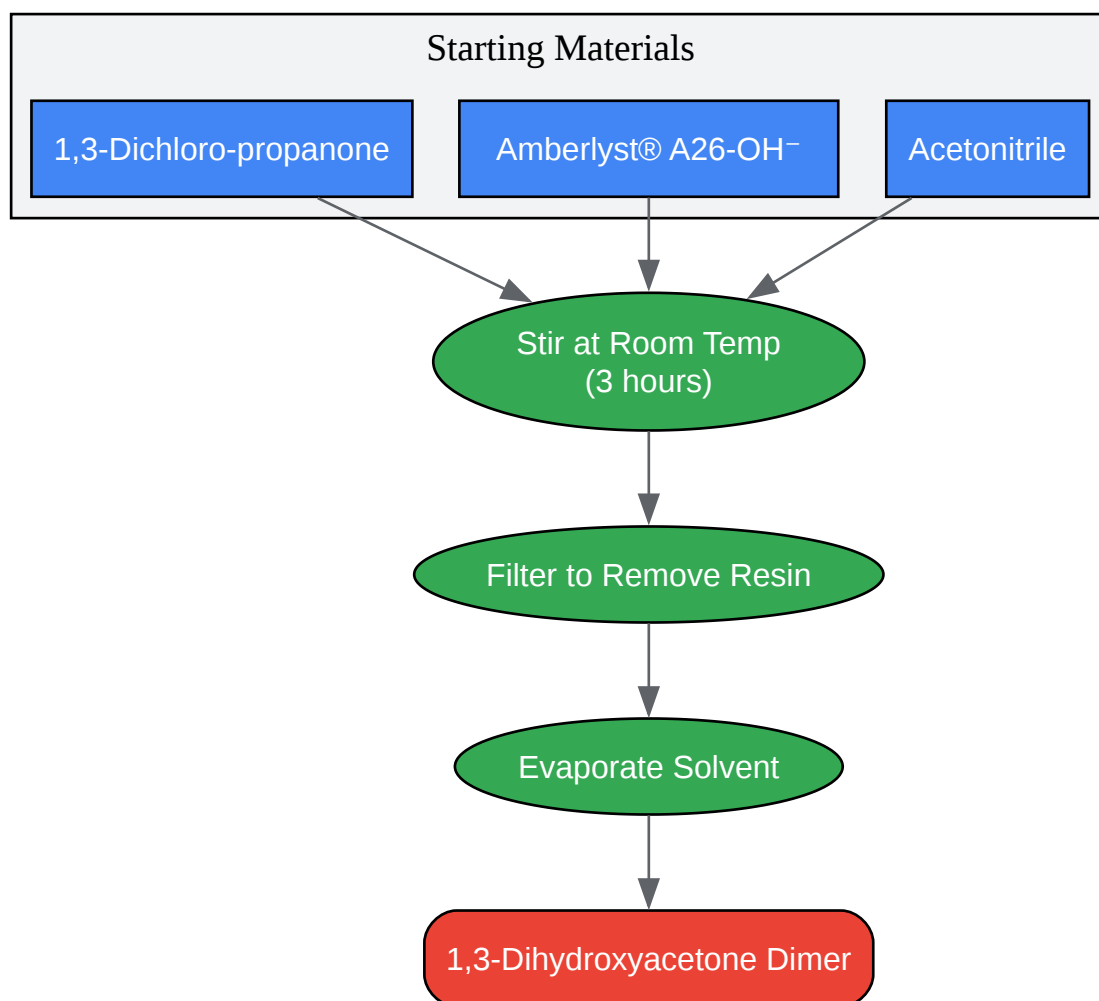 Starting Materials
1,3-Dichloro-propanone
Amberlyst® A26-OH⁻
Acetonitrile
Stir at Room Temp
(3 hours)
Filter to Remove Resin
Evaporate Solvent
1,3-Dihydroxyacetone Dimer